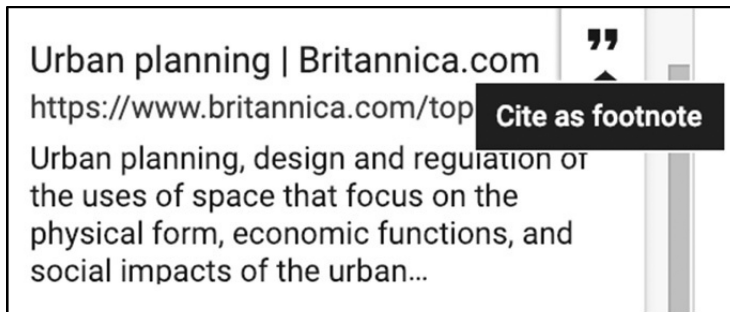 Urban planning | Britannica.com
”
https://www.britannica.com/top
Cite as footnote
Urban planning, design and regulation of
the uses of space that focus on the
physical form, economic functions, and
social impacts of the urban...